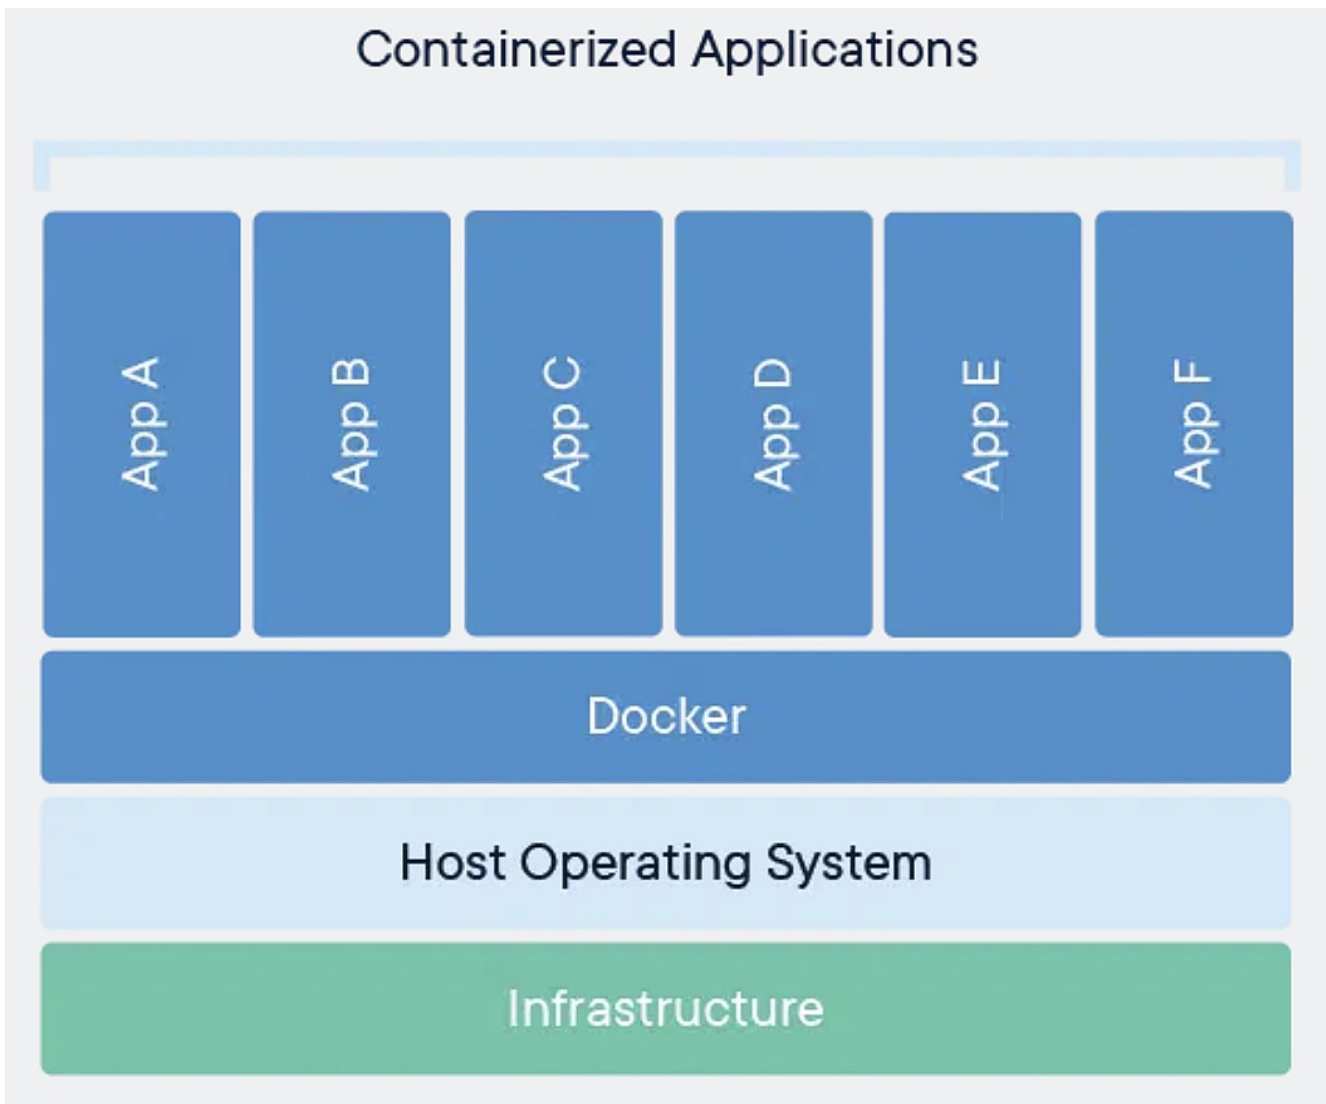 Containerized Applications
App A
App B
App C
App D
App E
App F
Docker
Host Operating System
Infrastructure